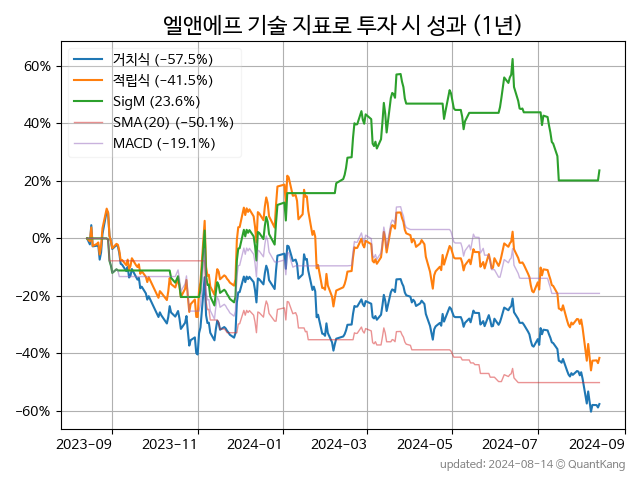 엘앤에프 기술 지표로 투자 시 성과 (1년)
거치식 (−57.5%)
적립식 (−41.5%)
SigM (23.6%)
SMA(20) (−50.1%)
MACD (−19.1%)
60%
40%
20%
0%
−20%
−40%
−60%
2023-09 2023-11 2024-01 2024-03 2024-05 2024-07 2024-09
updated: 2024-08-14 © QuantKang